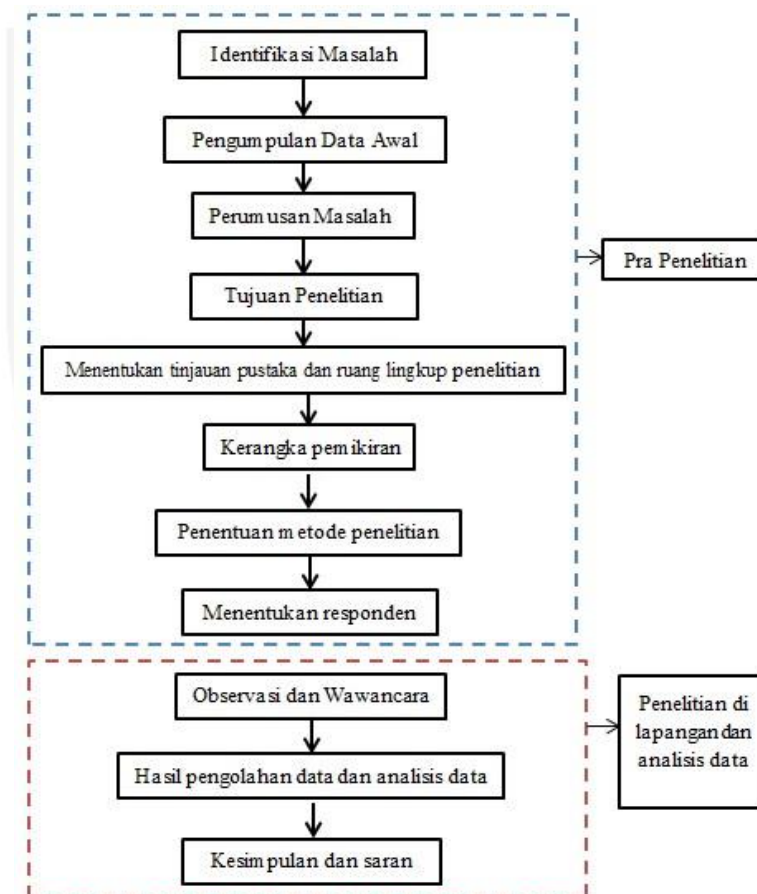 Identifikasi Masalah
Pengumpulan Data Awal
Perumusan Masalah
Tujuan Penelitian
Menentukan tinjauan pustaka dan ruang lingkup penelitian
Kerangka pemikiran
Penentuan metode penelitian
Menentukan responden
Pra Penelitian
Observasi dan Wawancara
Hasil pengolahan data dan analisis data
Kesimpulan dan saran
Penelitian di
lapangan dan
analisis data